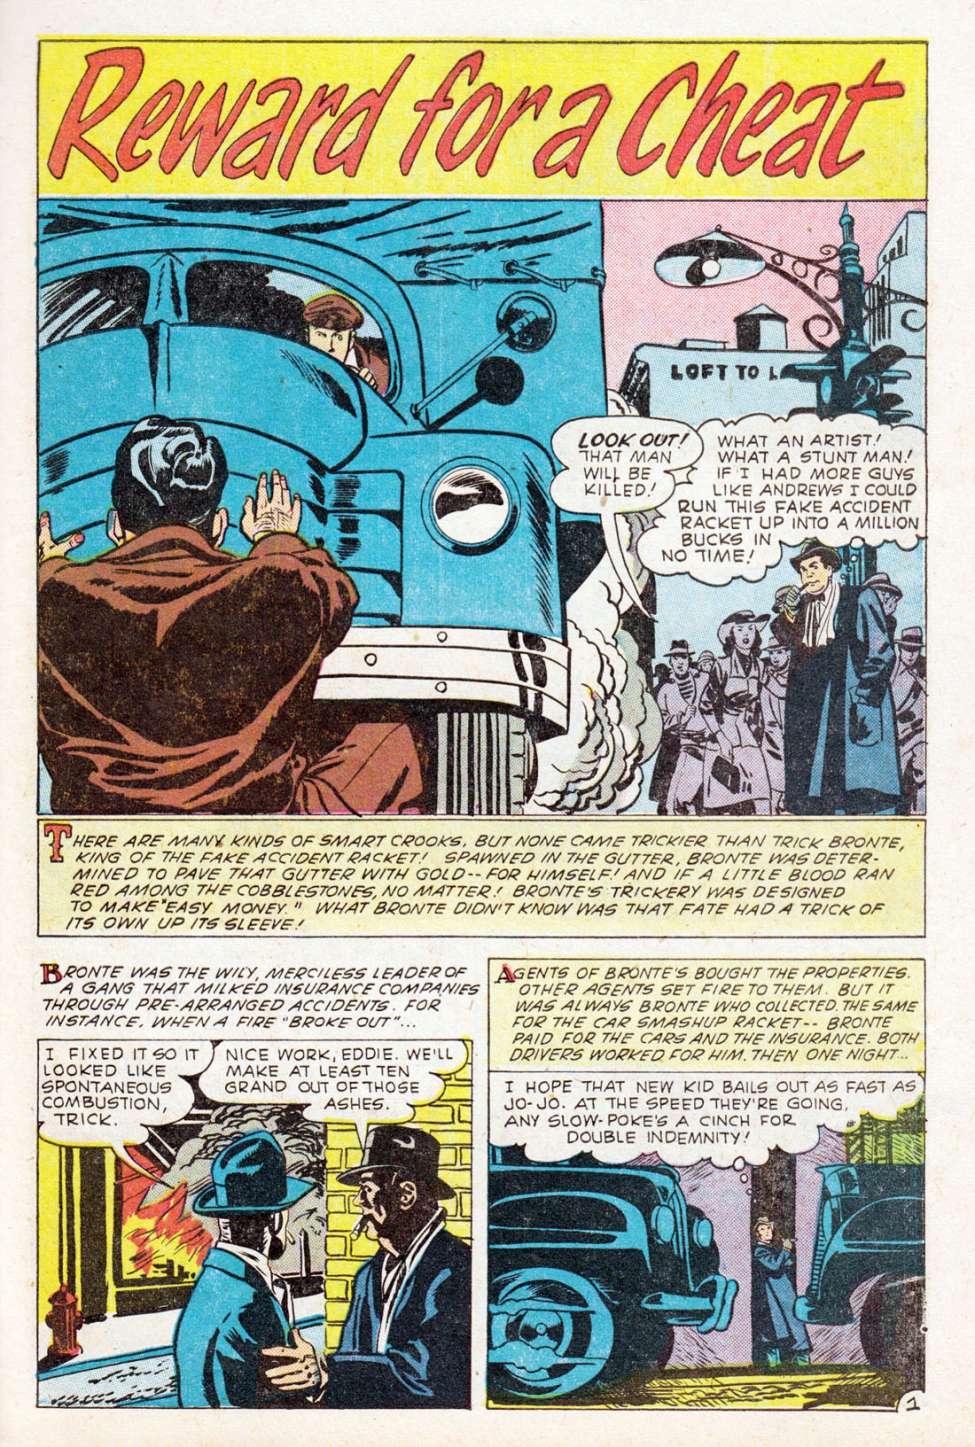 Reward for a Cheat
LOFT TO L
LOOK OUT!
THAT MAN
WILL BE
KILLED!
WHAT AN ARTIST!
WHAT A STUNT MAN!
IF I HAD MORE GUYS
LIKE ANDREWS I COULD
RUN THIS FAKE ACCIDENT
RACKET UP INTO A MILLION
BUCKS IN
NO TIME!
THERE ARE MANY KINDS OF SMART CROOKS, BUT NONE CAME TRICKIER THAN TRICK BRONTE,
KING OF THE FAKE ACCIDENT RACKET! SPAWNED IN THE GUTTER, BRONTE WAS DETER-
MINED TO PAVE THAT GUTTER WITH GOLD-- FOR HIMSELF! AND IF A LITTLE BLOOD RAN
RED AMONG THE COBBLESTONES, NO MATTER! BRONTE'S TRICKERY WAS DESIGNED
TO MAKE "EASY MONEY." WHAT BRONTE DIDN'T KNOW WAS THAT FATE HAD A TRICK OF
ITS OWN UP ITS SLEEVE!
BRONTE WAS THE WILY, MERCILESS LEADER OF
A GANG THAT MILKED INSURANCE COMPANIES
THROUGH PRE-ARRANGED ACCIDENTS. FOR
INSTANCE, WHEN A FIRE "BROKE OUT"...
I FIXED IT SO IT
LOOKED LIKE
SPONTANEOUS
COMBUSTION,
TRICK.
NICE WORK, EDDIE. WE'LL
MAKE AT LEAST TEN
GRAND OUT OF THOSE
ASHES.
AGENTS OF BRONTE'S BOUGHT THE PROPERTIES.
OTHER AGENTS SET FIRE TO THEM. BUT IT
WAS ALWAYS BRONTE WHO COLLECTED. THE SAME
FOR THE CAR SMASHUP RACKET-- BRONTE
PAID FOR THE CARS AND THE INSURANCE. BOTH
DRIVERS WORKED FOR HIM. THEN ONE NIGHT...
I HOPE THAT NEW KID BAILS OUT AS FAST AS
JO-JO. AT THE SPEED THEY'RE GOING,
ANY SLOW-POKE'S A CINCH FOR
DOUBLE INDEMNITY!
1